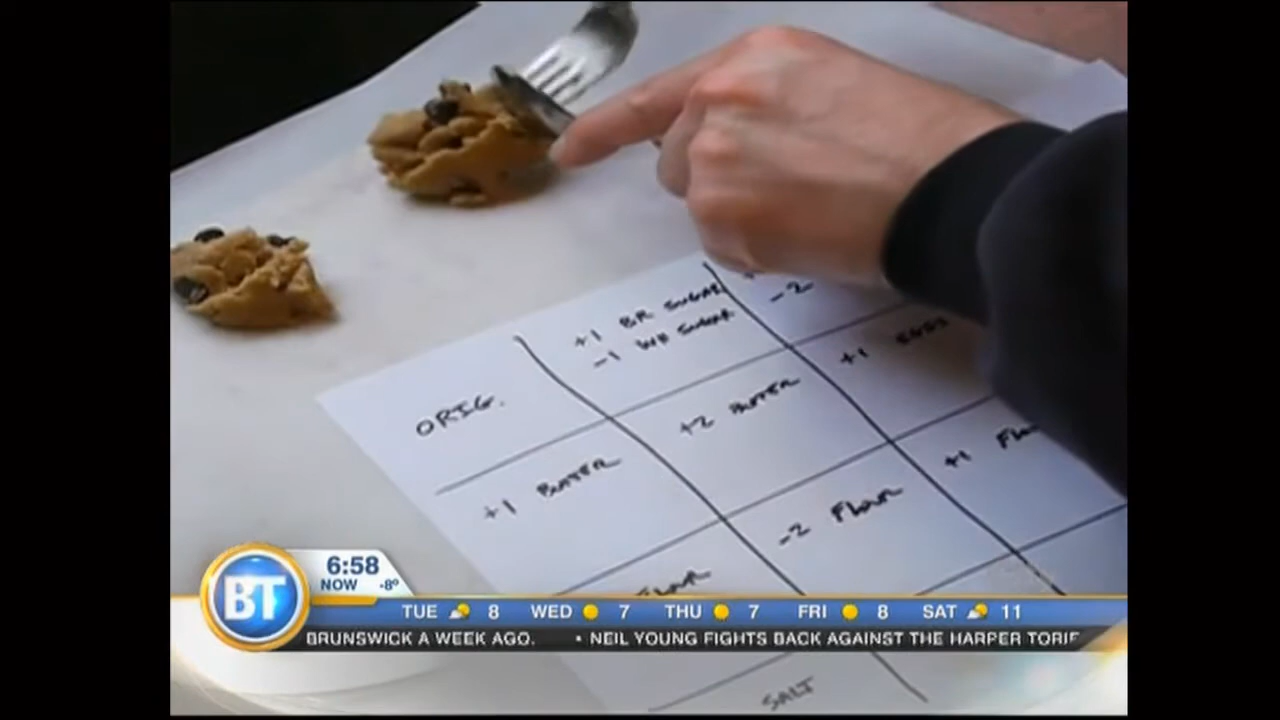 ORIG.
+1 BR SUGAR
-1 WH SUGAR
-2
+1 BUTTER
+2 BUTTER
+1 EGGS
-2 FLOUR
+1
SALT
BT
6:58
NOW -8°
TUE 8 WED 7 THU 7 FRI 8 SAT 11
BRUNSWICK A WEEK AGO. • NEIL YOUNG FIGHTS BACK AGAINST THE HARPER TORIE